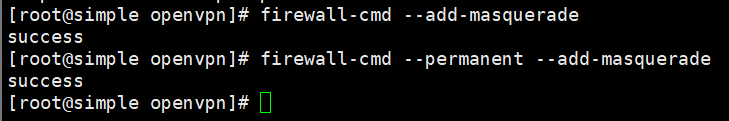 [root@simple openvpn]# firewall-cmd --add-masquerade
success
[root@simple openvpn]# firewall-cmd --permanent --add-masquerade
success
[root@simple openvpn]#